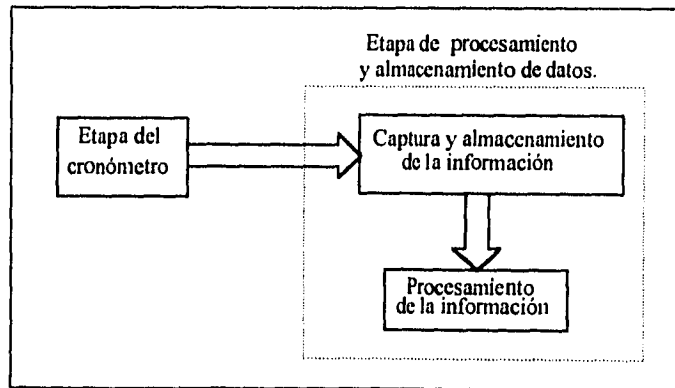 Etapa de procesamiento
y almacenamiento de datos.
Etapa del
cronómetro
Captura y almacenamiento
de la información
Procesamiento
de la información